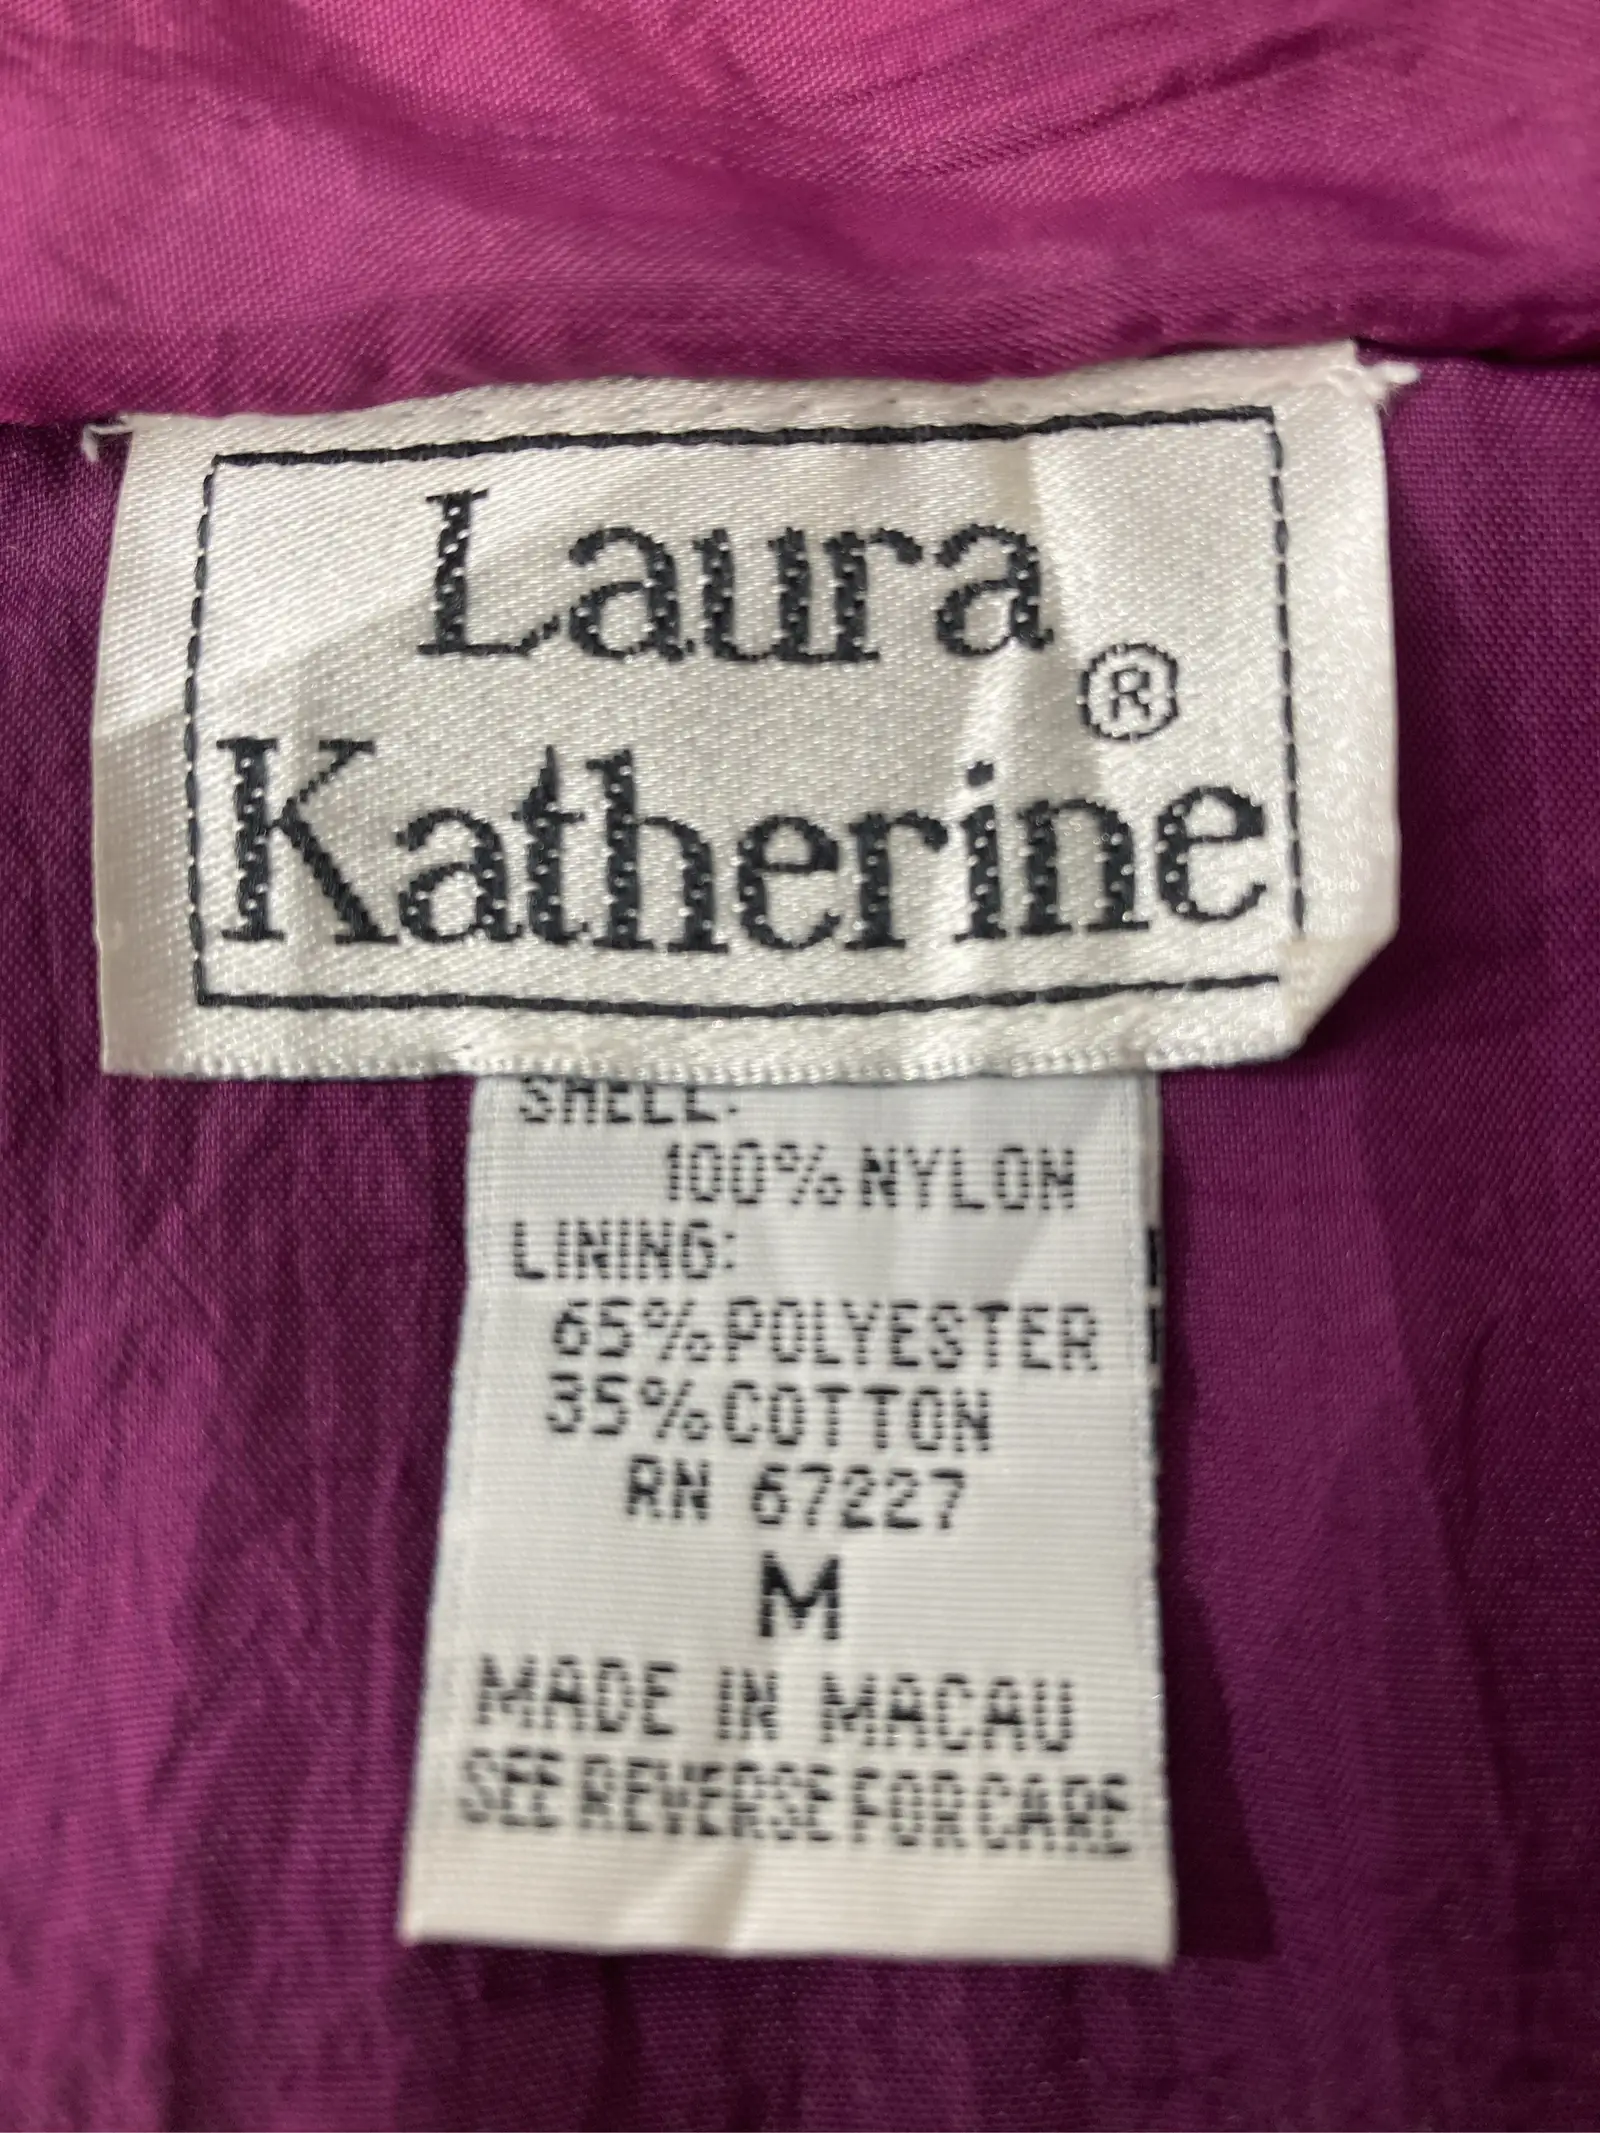 Laura
®
Katherine
SHELL:
100% NYLON
LINING:
65% POLYESTER
35% COTTON
RN 67227
M
MADE IN MACAU
SEE REVERSE FOR CARE